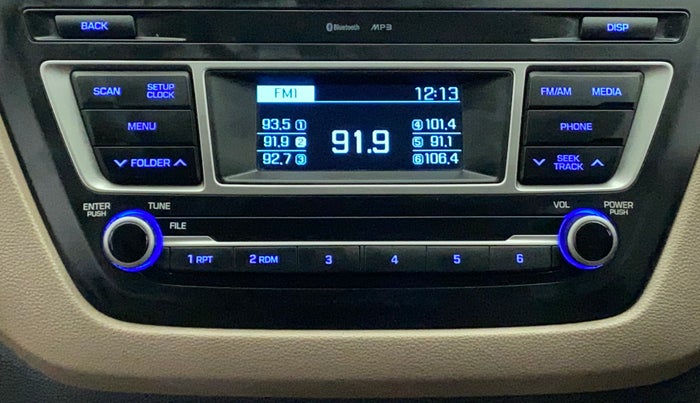 BACK Bluetooth MP3 DISP
SCAN SETUP CLOCK FM1 12:13 FM/AM MEDIA
MENU 93.5 1 4 101.4 PHONE
91.9 2 91.9 5 91.1
FOLDER 92.7 3 6 106.4 SEEK TRACK
ENTER PUSH TUNE VOL POWER PUSH
FILE
1 RPT 2 RDM 3 4 5 6